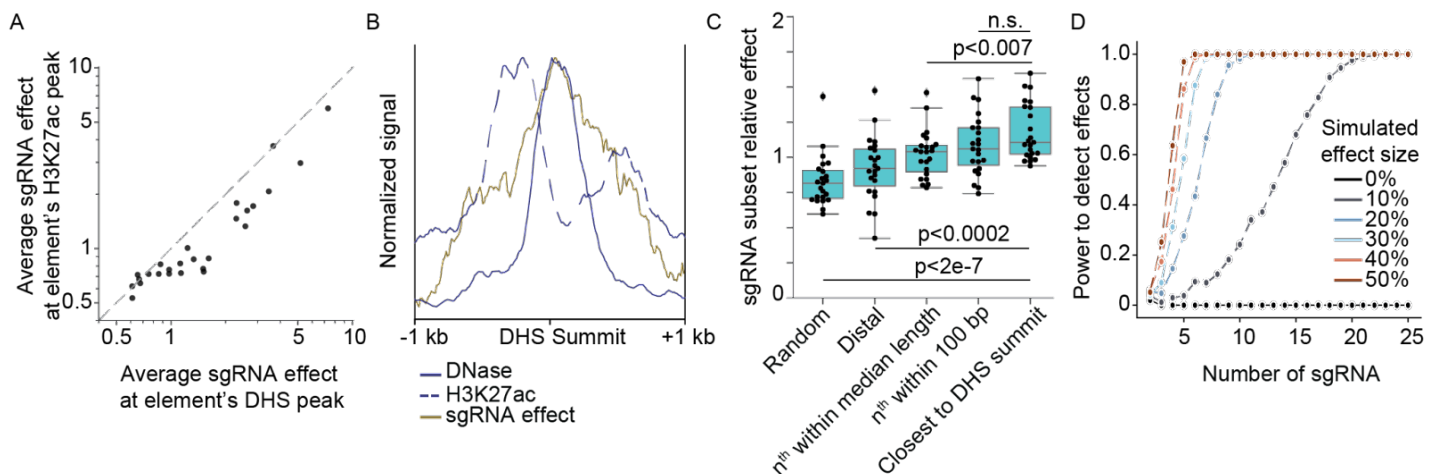 A
Average sgRNA effect
at element's H3K27ac peak
10
5
1
0.5
0.5
1
5
10
Average sgRNA effect
at element's DHS peak
B
Normalized signal
-1 kb
DHS Summit
+1 kb
DNase
H3K27ac
sgRNA effect
C
sgRNA subset relative effect
2
1
0
n.s.
p<0.007
p<0.0002
p<2e-7
Random
Distal
nth within median length
nth within 100 bp
Closest to DHS summit
D
Power to detect effects
1.0
0.8
0.6
0.4
0.2
0
5
10
15
20
25
Number of sgRNA
Simulated
effect size
0%
10%
20%
30%
40%
50%